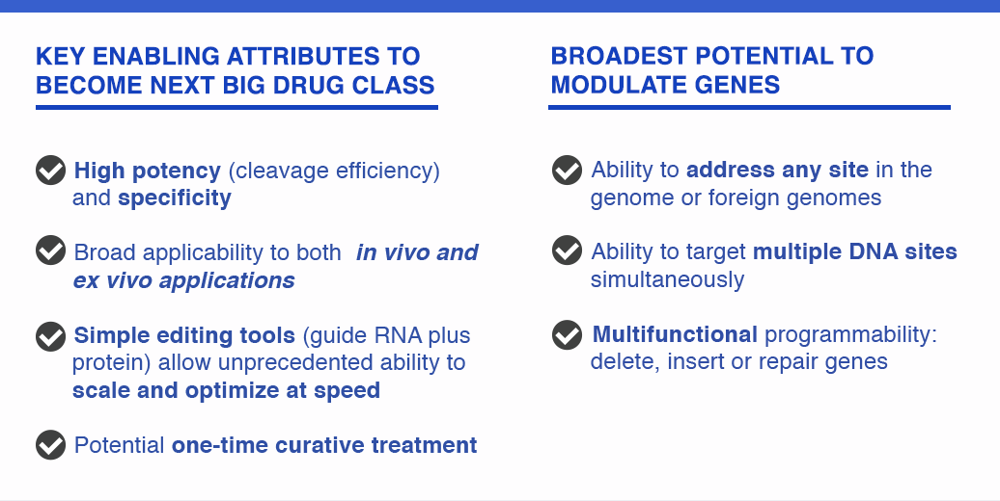 KEY ENABLING ATTRIBUTES TO
BECOME NEXT BIG DRUG CLASS
High potency (cleavage efficiency)
and specificity
Broad applicability to both in vivo and
ex vivo applications
Simple editing tools (guide RNA plus
protein) allow unprecedented ability to
scale and optimize at speed
Potential one-time curative treatment
BROADEST POTENTIAL TO
MODULATE GENES
Ability to address any site in the
genome or foreign genomes
Ability to target multiple DNA sites
simultaneously
Multifunctional programmability:
delete, insert or repair genes